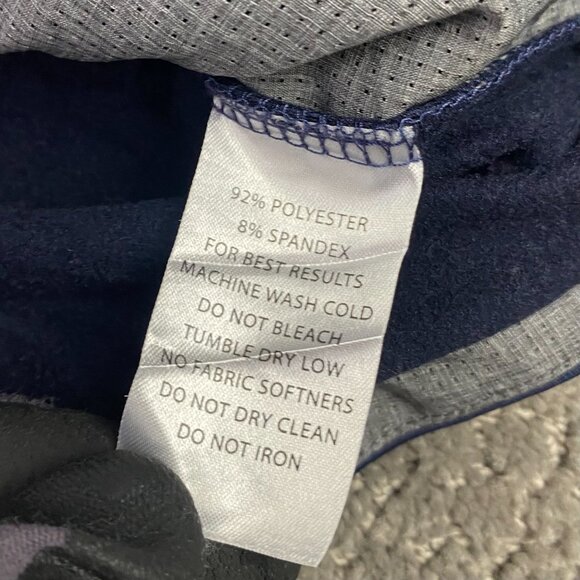 92% POLYESTER
8% SPANDEX
FOR BEST RESULTS
MACHINE WASH COLD
DO NOT BLEACH
TUMBLE DRY LOW
NO FABRIC SOFTNERS
DO NOT DRY CLEAN
DO NOT IRON